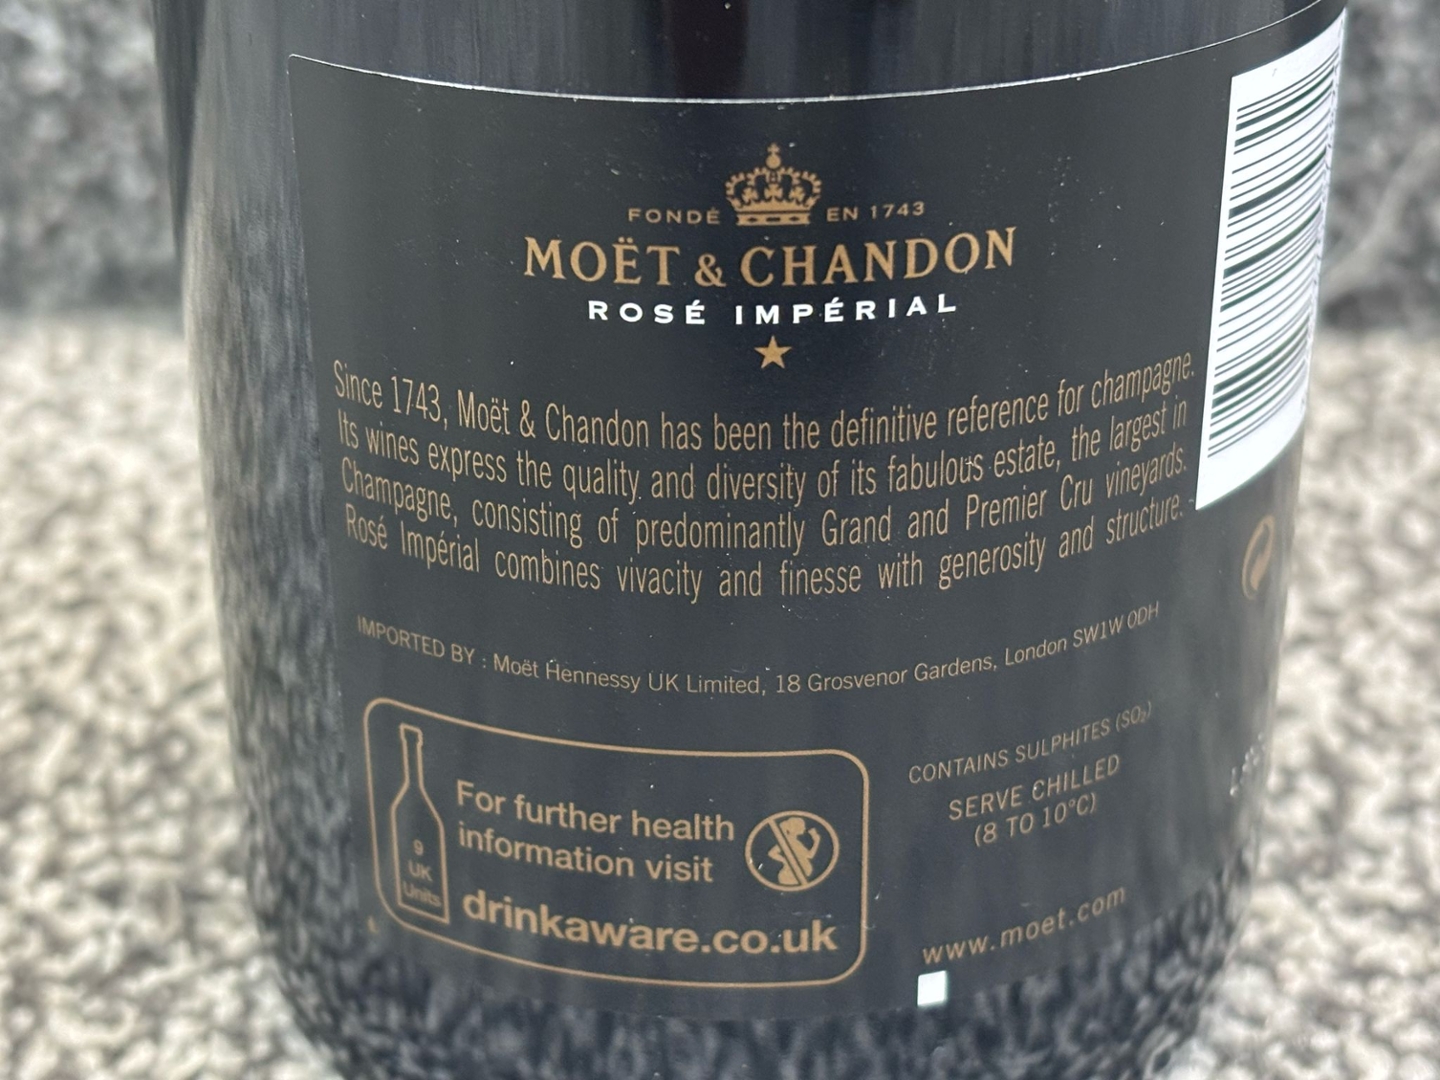 FONDÉ EN 1743
MOËT & CHANDON
ROSÉ IMPÉRIAL
Since 1743, Moët & Chandon has been the definitive reference for champagne.
Its wines express the quality and diversity of its fabulous estate, the largest in
Champagne, consisting of predominantly Grand and Premier Cru vineyards.
Rosé Impérial combines vivacity and finesse with generosity and structure.
IMPORTED BY : Moët Hennessy UK Limited, 18 Grosvenor Gardens, London SW1W 0DH
9
UK
Units
For further health
information visit
drinkaware.co.uk
CONTAINS SULPHITES (SO₂)
SERVE CHILLED
(8 TO 10°C)
www.moet.com